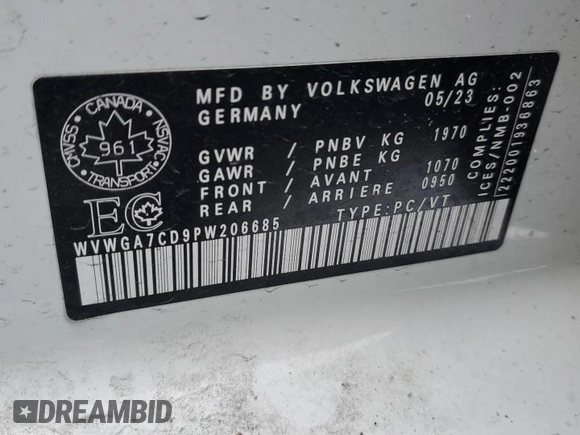 CANADA
CMVSS NSVAC
961
TRANSPORT
EC
MFD BY VOLKSWAGEN AG
GERMANY 05/23
GVWR / PNBV KG 1970
GAWR / PNBE KG
FRONT / AVANT 1070
REAR / ARRIERE 0950
TYPE:PC/VT
COMPLIES:
ICES/NMB-002
2220U1936863
WVWGA7CD9PW206685
DREAMBID